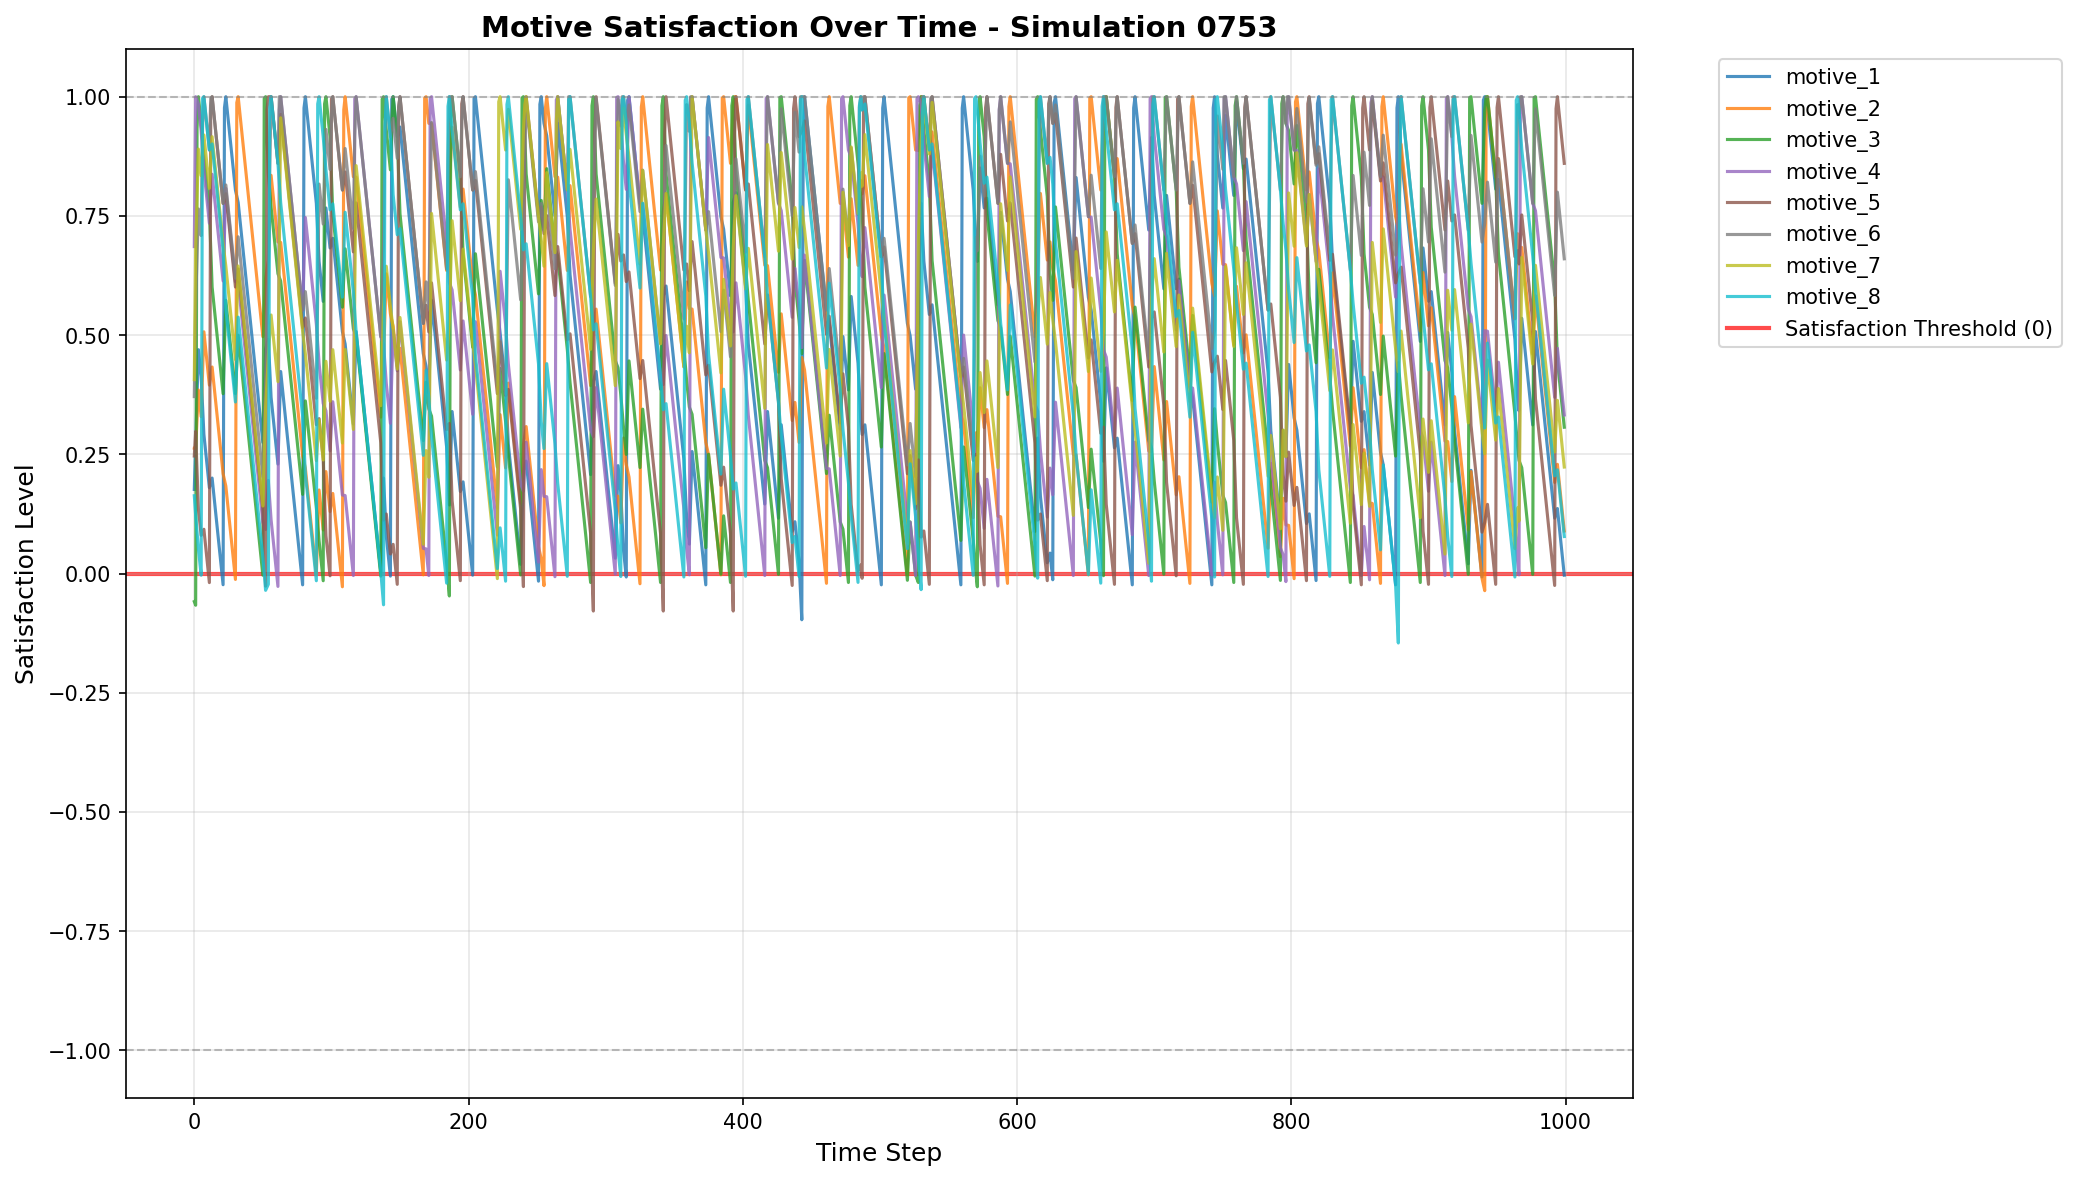 Motive Satisfaction Over Time - Simulation 0753
1.00
0.75
0.50
0.25
0.00
−0.25
−0.50
−0.75
−1.00
Satisfaction Level
0
200
400
600
800
1000
Time Step
motive_1
motive_2
motive_3
motive_4
motive_5
motive_6
motive_7
motive_8
Satisfaction Threshold (0)